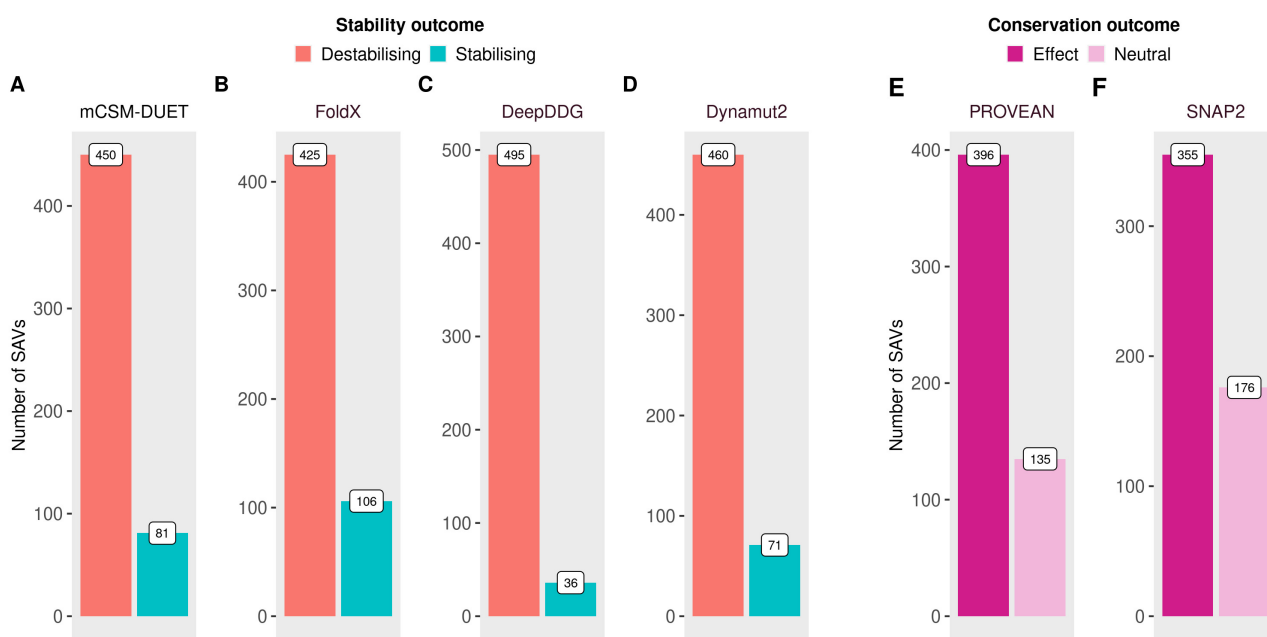 Stability outcome
Destabilising Stabilising
Conservation outcome
Effect Neutral
A
mCSM-DUET
Number of SAVs
400
300
200
100
0
450
81
B
FoldX
400
300
200
100
0
425
106
C
DeepDDG
500
400
300
200
100
0
495
36
D
Dynamut2
400
300
200
100
0
460
71
E
PROVEAN
Number of SAVs
400
300
200
100
0
396
135
F
SNAP2
300
200
100
0
355
176